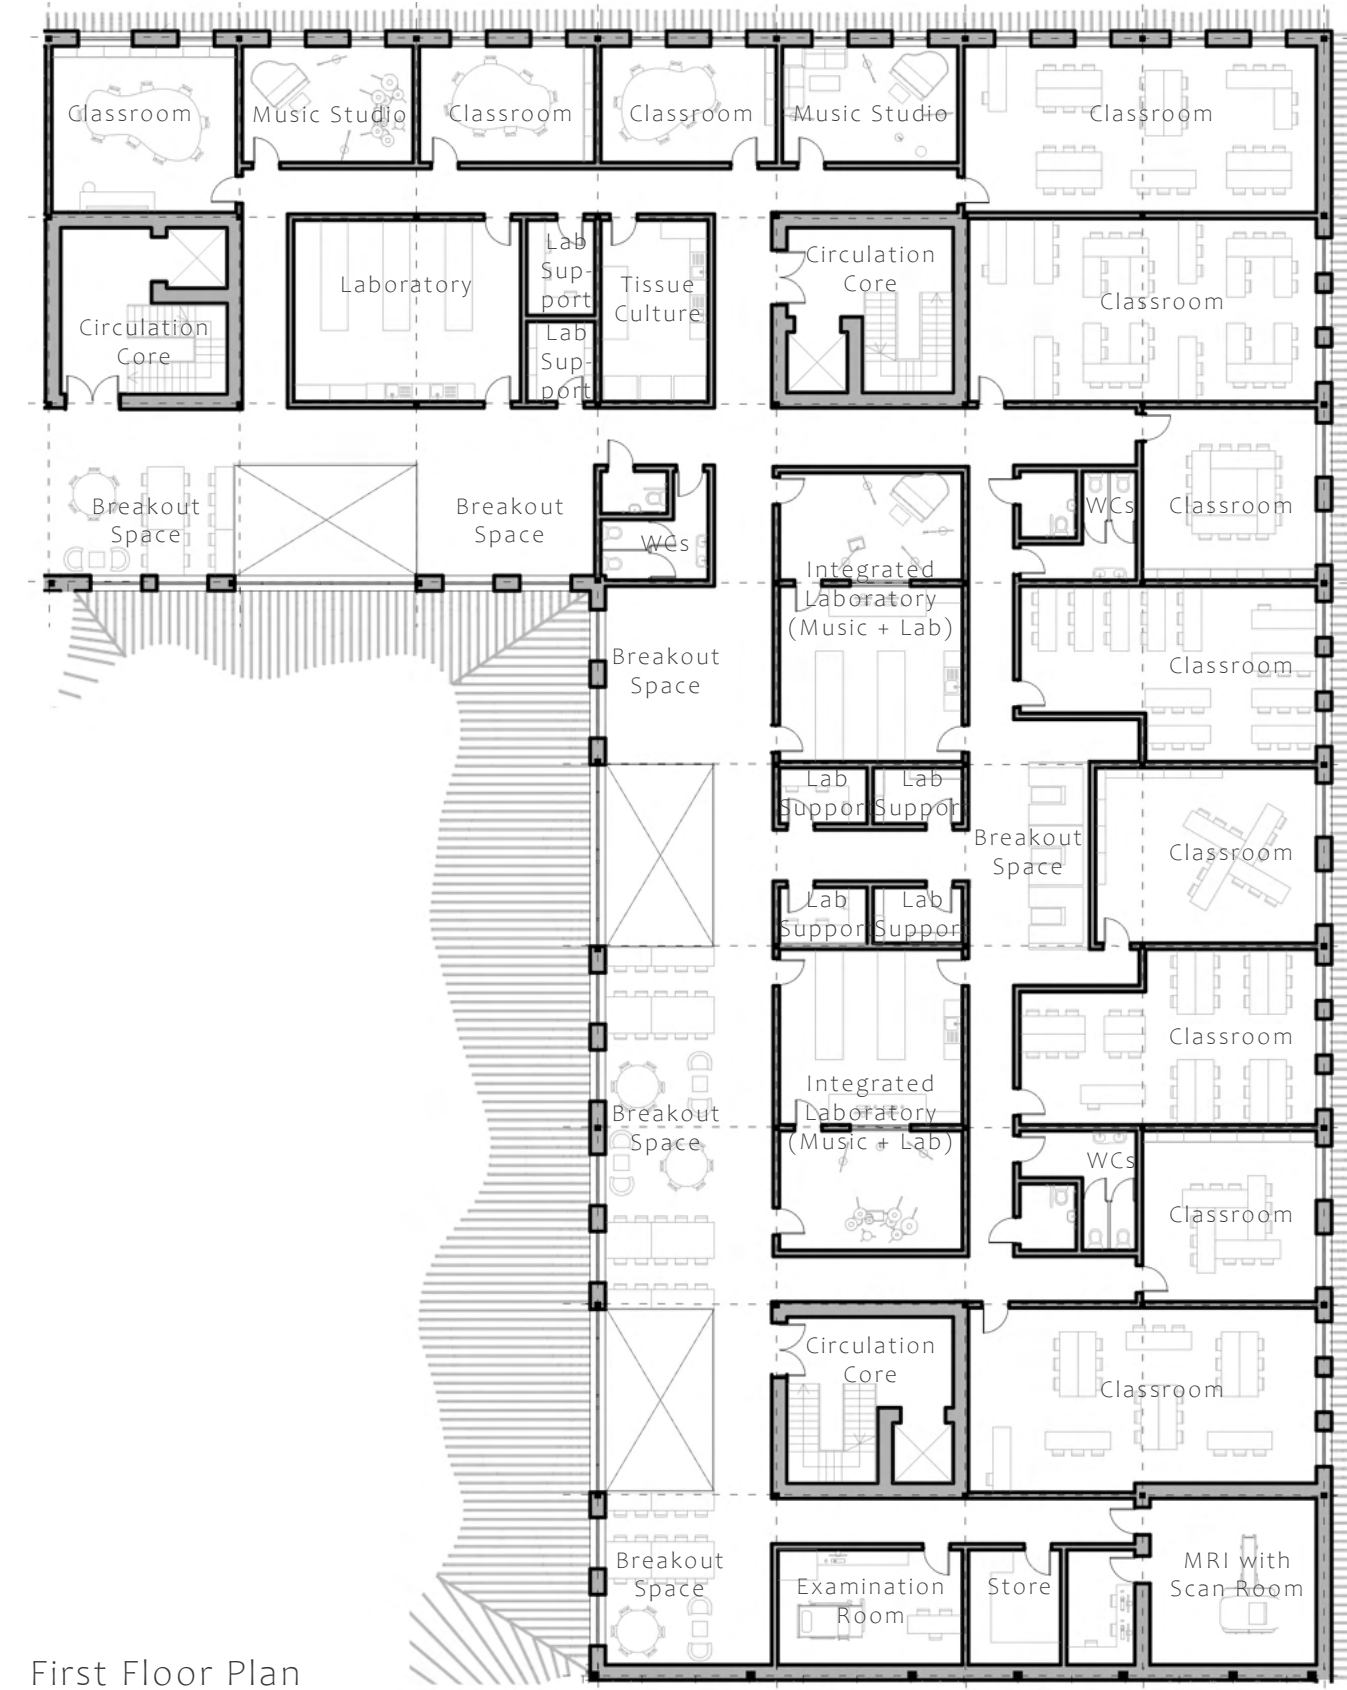 Classroom
Music Studio
Classroom
Classroom
Music Studio
Classroom
Circulation
Core
Laboratory
Lab
Sup-
port
Lab
Sup-
port
Tissue
Culture
Circulation
Core
Classroom
Breakout
Space
Breakout
Space
WCs
WCs
Classroom
Integrated
Laboratory
(Music + Lab)
Breakout
Space
Classroom
Lab
Suppor
Lab
Suppor
Breakout
Space
Classroom
Lab
Suppor
Lab
Suppor
Classroom
Integrated
Laboratory
(Music + Lab)
Breakout
Space
WCs
Classroom
Circulation
Core
Classroom
Breakout
Space
Examination
Room
Store
MRI with
Scan Room
First Floor Plan